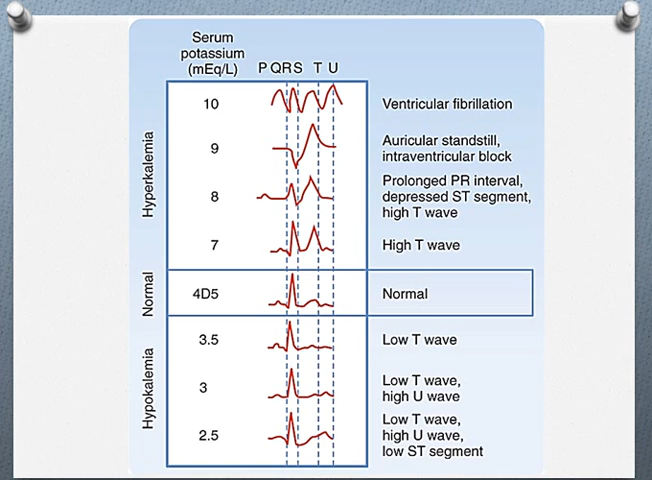 Serum
potassium
(mEq/L)
P QRS T U
Hyperkalemia
10
Ventricular fibrillation
9
Auricular standstill,
intraventricular block
8
Prolonged PR interval,
depressed ST segment,
high T wave
7
High T wave
Normal
4D5
Normal
Hypokalemia
3.5
Low T wave
3
Low T wave,
high U wave
2.5
Low T wave,
high U wave,
low ST segment